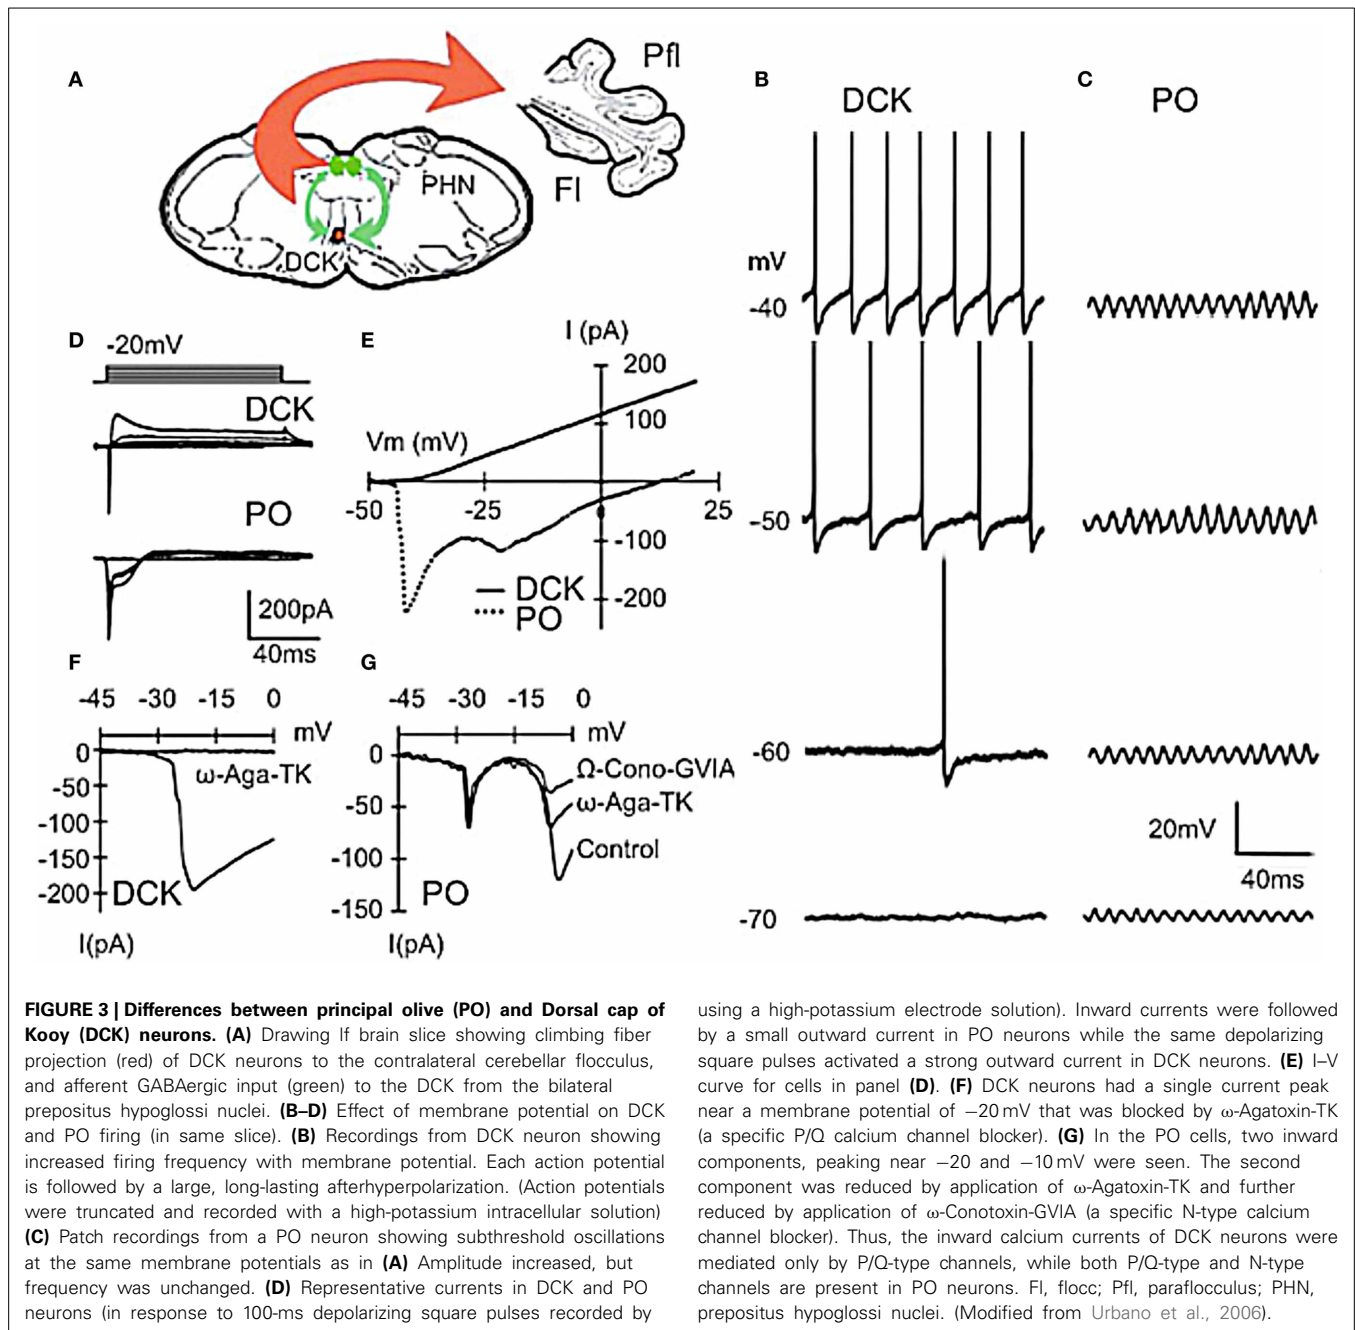 A
Pfl
Fl
PHN
DCK
B
DCK
C
PO
mV
-40
-50
-60
-70
20mV
40ms
D
-20mV
DCK
PO
200pA
40ms
E
I (pA)
200
100
Vm (mV)
-50
-25
0
25
-100
-200
DCK
PO
F
-45 -30 -15 0
mV
0
-50
-100
-150
-200
ω-Aga-TK
DCK
I(pA)
G
-45 -30 -15 0
mV
0
-50
-100
-150
Ω-Cono-GVIA
ω-Aga-TK
Control
PO
I(pA)
FIGURE 3 | Differences between principal olive (PO) and Dorsal cap of
Kooy (DCK) neurons. (A) Drawing If brain slice showing climbing fiber
projection (red) of DCK neurons to the contralateral cerebellar flocculus,
and afferent GABAergic input (green) to the DCK from the bilateral
prepositus hypoglossi nuclei. (B–D) Effect of membrane potential on DCK
and PO firing (in same slice). (B) Recordings from DCK neuron showing
increased firing frequency with membrane potential. Each action potential
is followed by a large, long-lasting afterhyperpolarization. (Action potentials
were truncated and recorded with a high-potassium intracellular solution)
(C) Patch recordings from a PO neuron showing subthreshold oscillations
at the same membrane potentials as in (A) Amplitude increased, but
frequency was unchanged. (D) Representative currents in DCK and PO
neurons (in response to 100-ms depolarizing square pulses recorded by
using a high-potassium electrode solution). Inward currents were followed
by a small outward current in PO neurons while the same depolarizing
square pulses activated a strong outward current in DCK neurons. (E) I–V
curve for cells in panel (D). (F) DCK neurons had a single current peak
near a membrane potential of −20 mV that was blocked by ω-Agatoxin-TK
(a specific P/Q calcium channel blocker). (G) In the PO cells, two inward
components, peaking near −20 and −10 mV were seen. The second
component was reduced by application of ω-Agatoxin-TK and further
reduced by application of ω-Conotoxin-GVIA (a specific N-type calcium
channel blocker). Thus, the inward calcium currents of DCK neurons were
mediated only by P/Q-type channels, while both P/Q-type and N-type
channels are present in PO neurons. Fl, flocc; Pfl, paraflocculus; PHN,
prepositus hypoglossi nuclei. (Modified from Urbano et al., 2006).